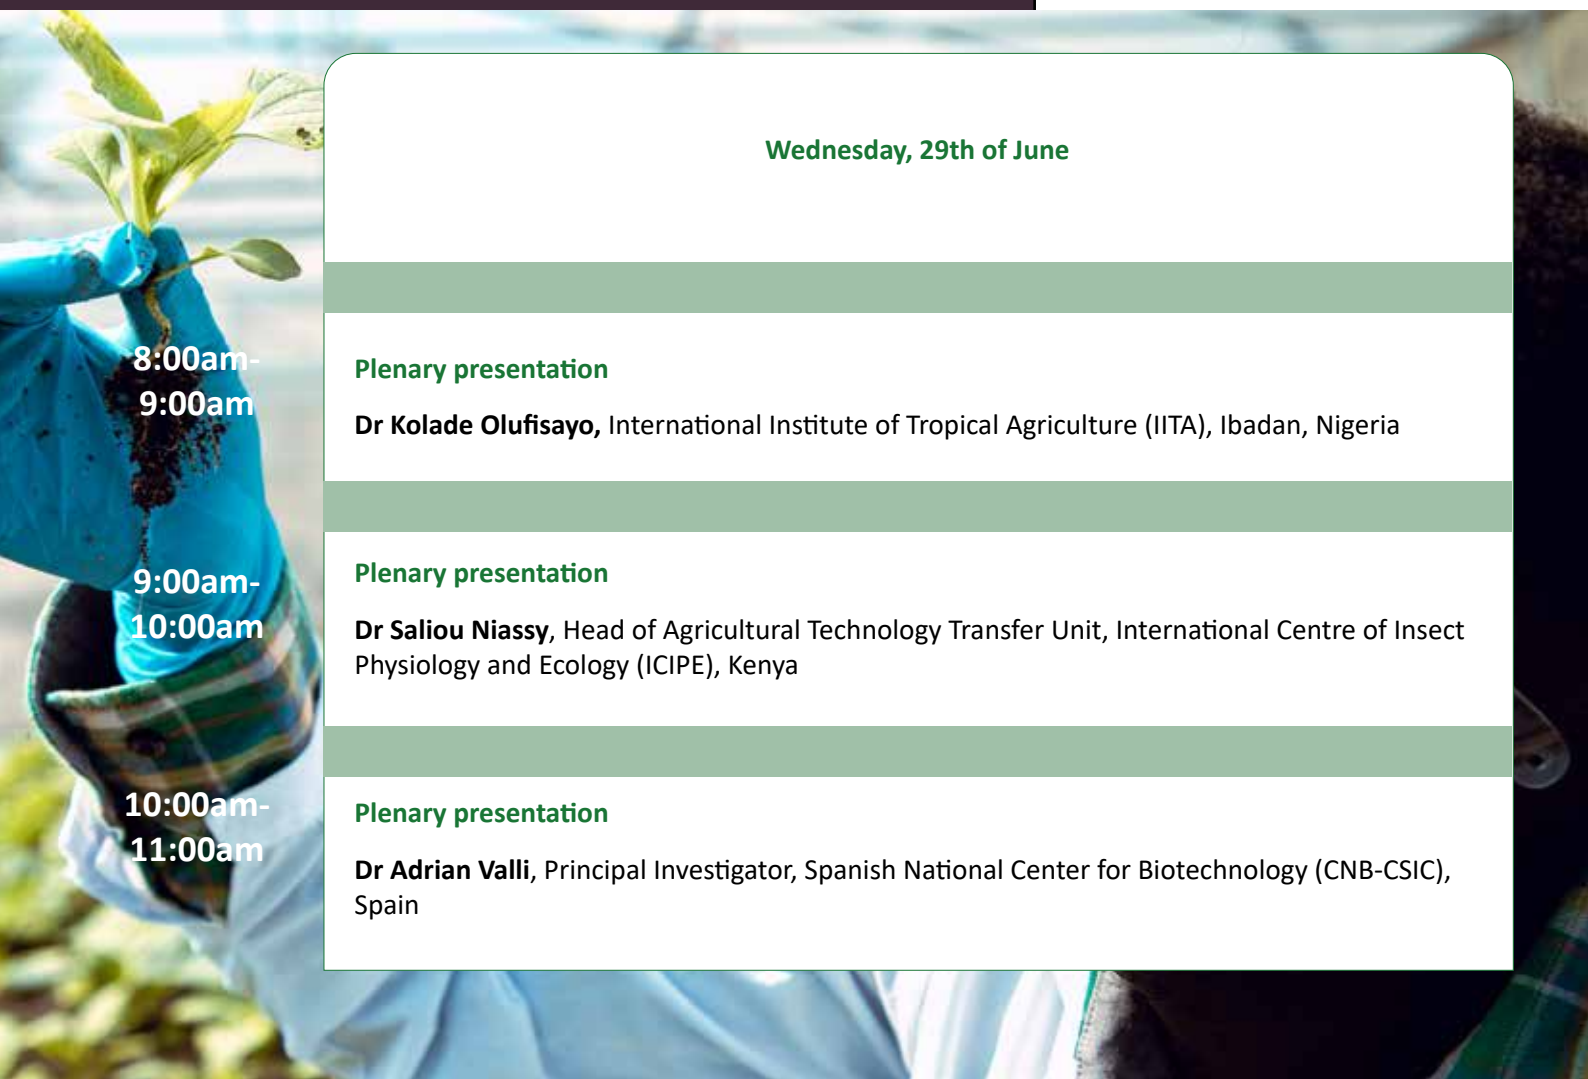 Wednesday, 29th of June
8:00am-
9:00am
Plenary presentation
Dr Kolade Olufisayo, International Institute of Tropical Agriculture (IITA), Ibadan, Nigeria
9:00am-
10:00am
Plenary presentation
Dr Saliou Niassy, Head of Agricultural Technology Transfer Unit, International Centre of Insect
Physiology and Ecology (ICIPE), Kenya
10:00am-
11:00am
Plenary presentation
Dr Adrian Valli, Principal Investigator, Spanish National Center for Biotechnology (CNB-CSIC),
Spain